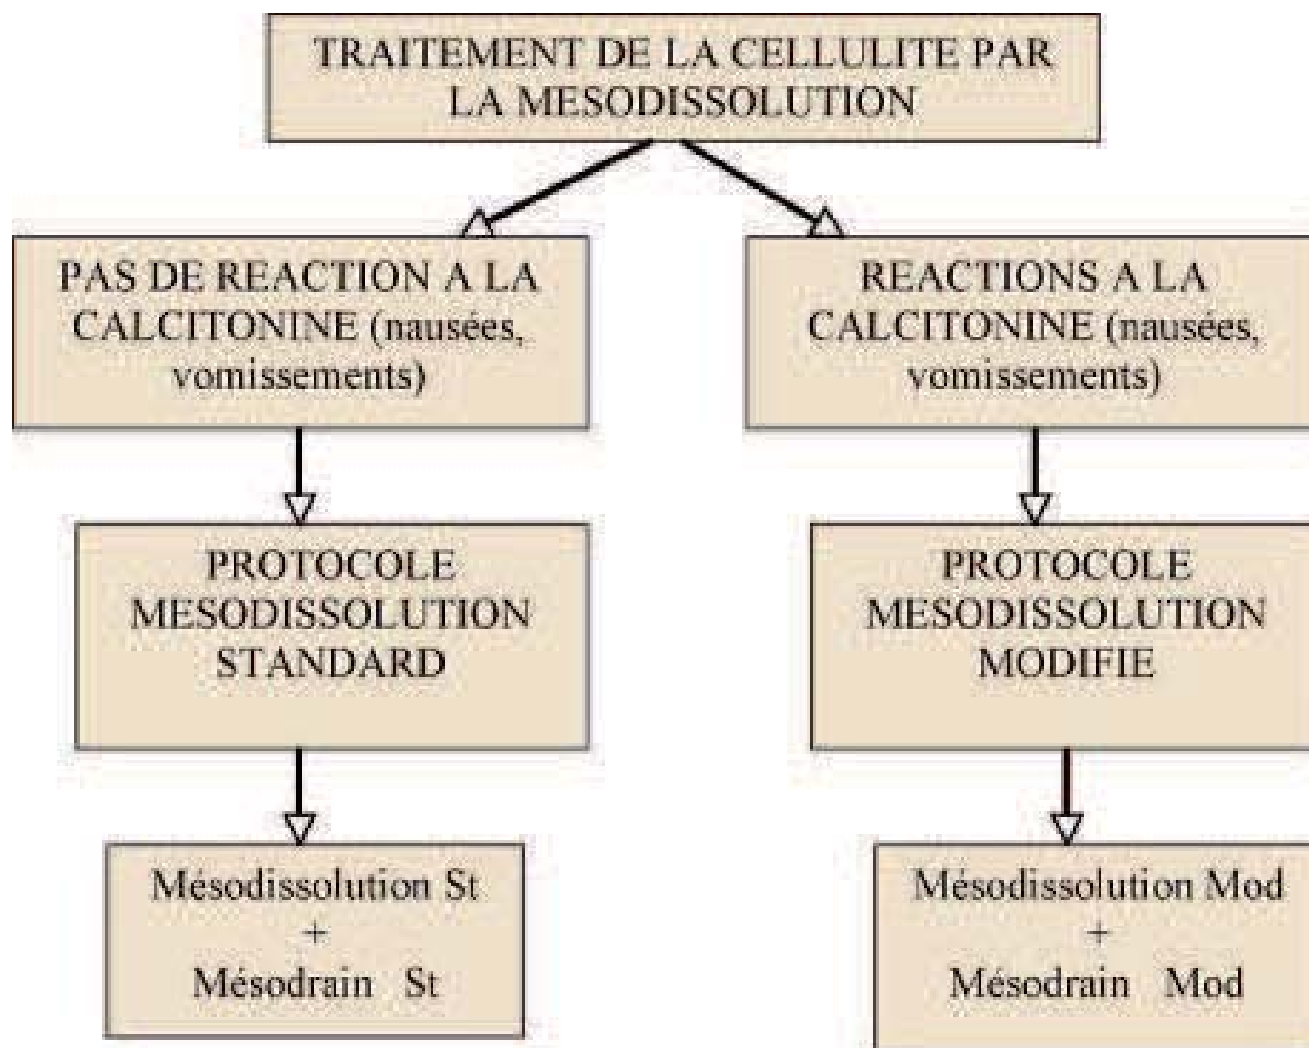 TRAITEMENT DE LA CELLULITE PAR
LA MESODISSOLUTION
PAS DE REACTION A LA
CALCITONINE (nausées,
vomissements)
REACTIONS A LA
CALCITONINE (nausées,
vomissements)
PROTOCOLE
MESODISSOLUTION
STANDARD
PROTOCOLE
MESODISSOLUTION
MODIFIE
Mésodissolution St
+
Mésodrain St
Mésodissolution Mod
+
Mésodrain Mod